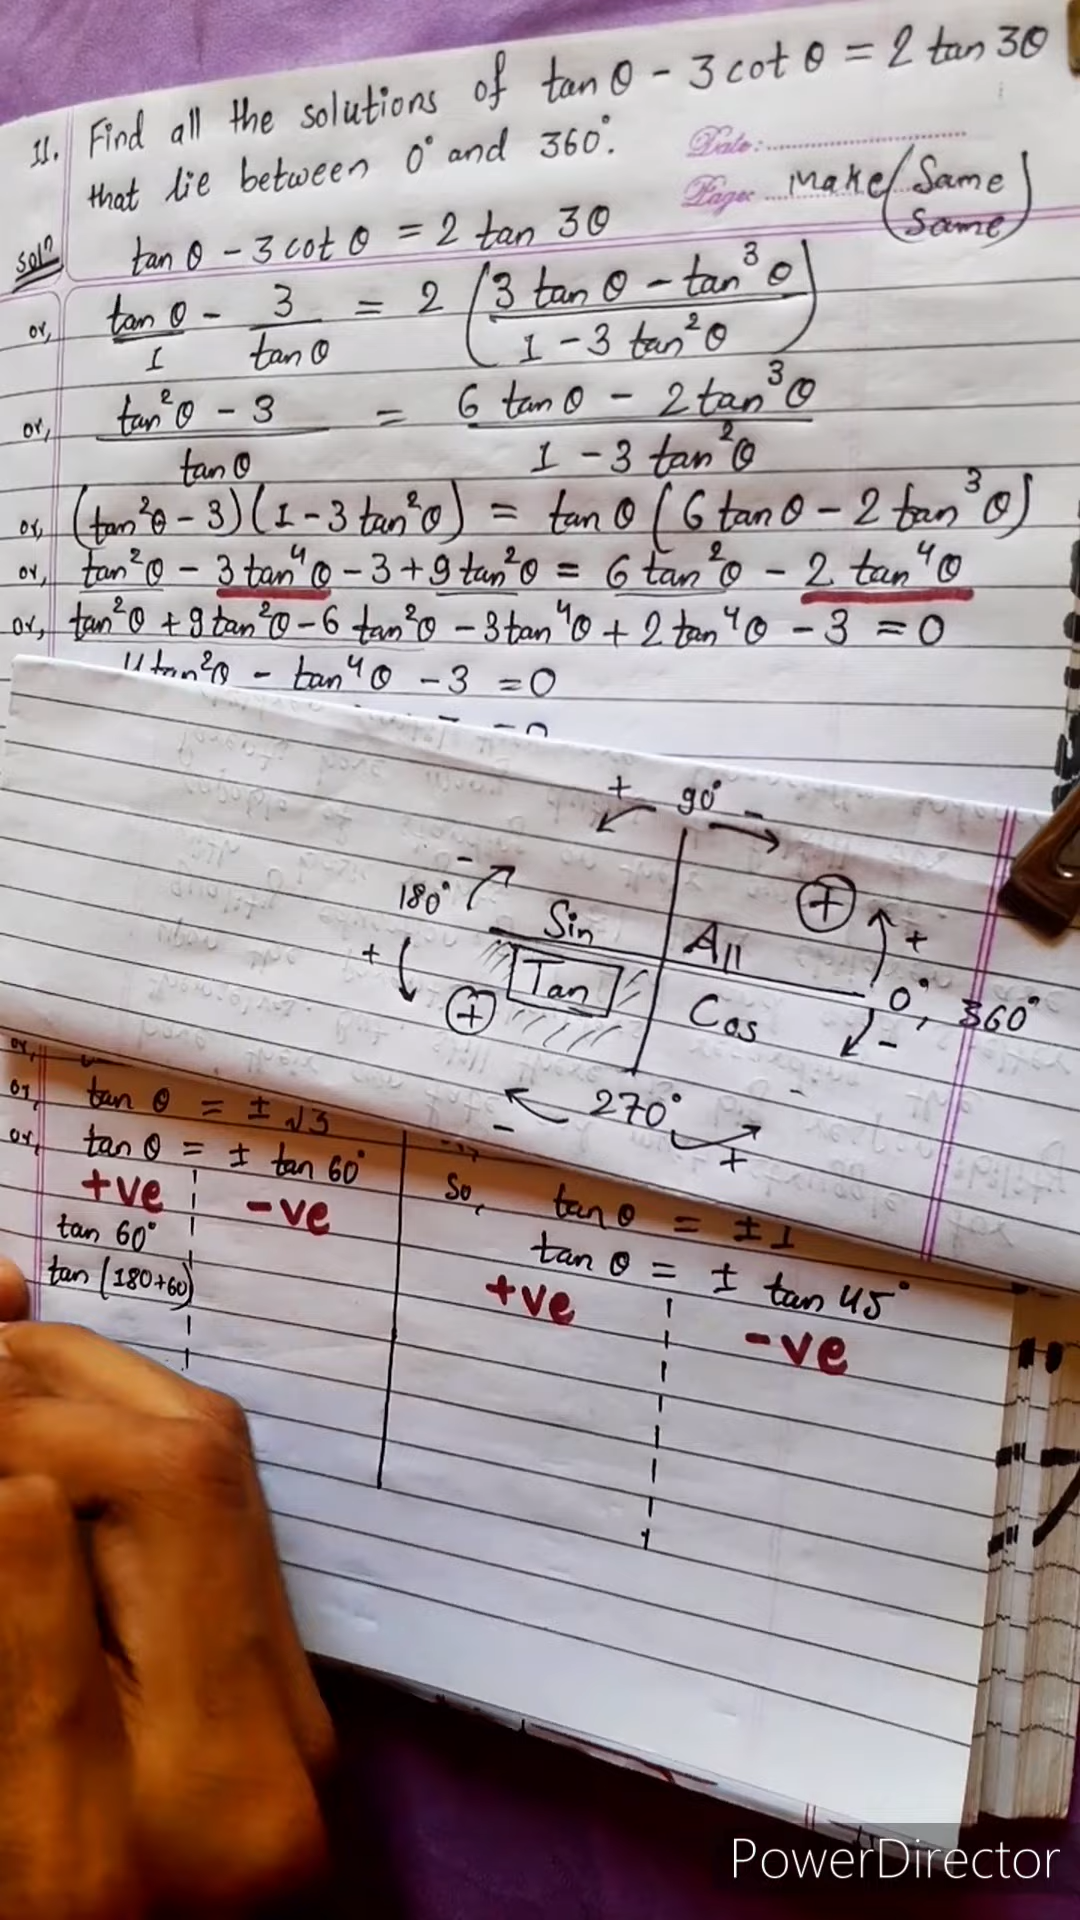 11. Find all the solutions of tan θ - 3 cot θ = 2 tan 3θ
that lie between 0° and 360°.
Date:
Page: Make (Same
Same)
Solⁿ tan θ - 3 cot θ = 2 tan 3θ
or, tan θ/1 - 3/tan θ = 2 (3 tan θ - tan³θ / 1 - 3 tan²θ)
or, tan²θ - 3 / tan θ = 6 tan θ - 2 tan³θ / 1 - 3 tan²θ
or, (tan²θ - 3)(1 - 3 tan²θ) = tan θ (6 tan θ - 2 tan³θ)
or, tan²θ - 3 tan⁴θ - 3 + 9 tan²θ = 6 tan²θ - 2 tan⁴θ
or, tan²θ + 9 tan²θ - 6 tan²θ - 3 tan⁴θ + 2 tan⁴θ - 3 = 0
4 tan²θ - tan⁴θ - 3 = 0
+ 90° -
180° - Sin All + +
+ + Tan Cos 0°, 360°
-
- 270° +
or,
or, tan θ = ± √3
or, tan θ = ± tan 60°
+ve -ve
tan 60°
tan (180+60)
So, tan θ = ± 1
tan θ = ± tan 45°
+ve -ve
PowerDirector